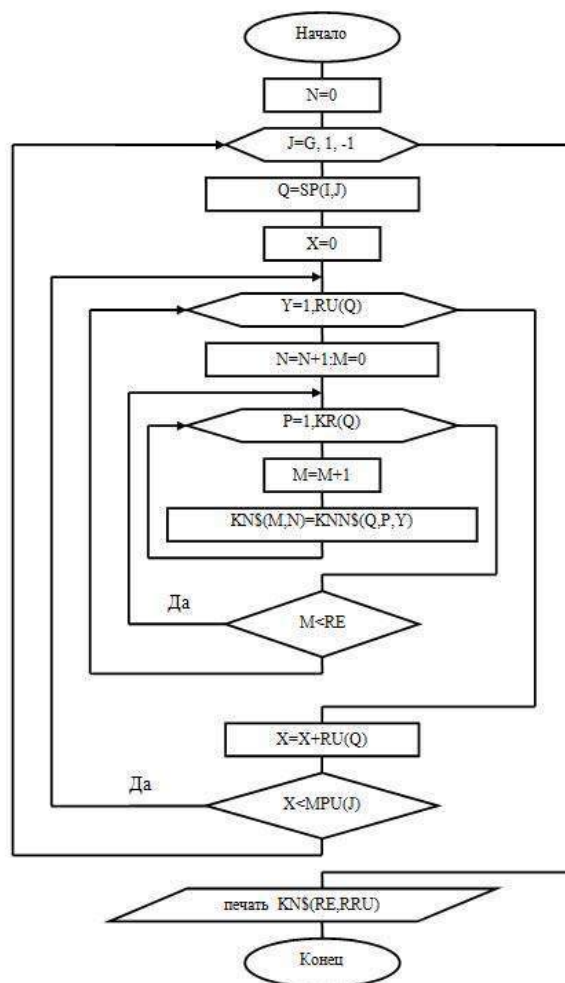 Начало
N=0
J=G, 1, -1
Q=SP(I,J)
X=0
Y=1,RU(Q)
N=N+1:M=0
P=1,KR(Q)
M=M+1
KN$(M,N)=KNN$(Q,P,Y)
Да
M<RE
X=X+RU(Q)
Да
X<MPU(J)
печать KN$(RE,RRU)
Конец